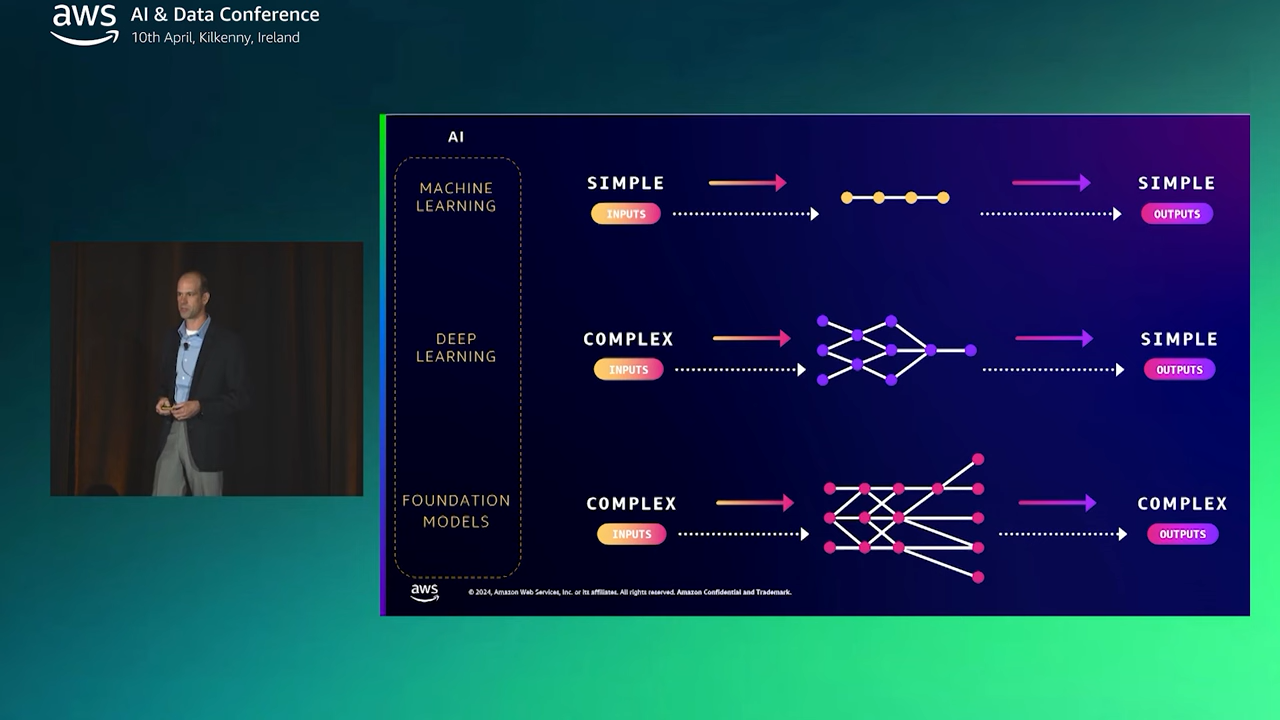 aws
AI & Data Conference
10th April, Kilkenny, Ireland
AI
MACHINE
LEARNING
SIMPLE
INPUTS
SIMPLE
OUTPUTS
DEEP
LEARNING
COMPLEX
INPUTS
SIMPLE
OUTPUTS
FOUNDATION
MODELS
COMPLEX
INPUTS
COMPLEX
OUTPUTS
aws
© 2024, Amazon Web Services, Inc. or its affiliates. All rights reserved. Amazon Confidential and Trademark.